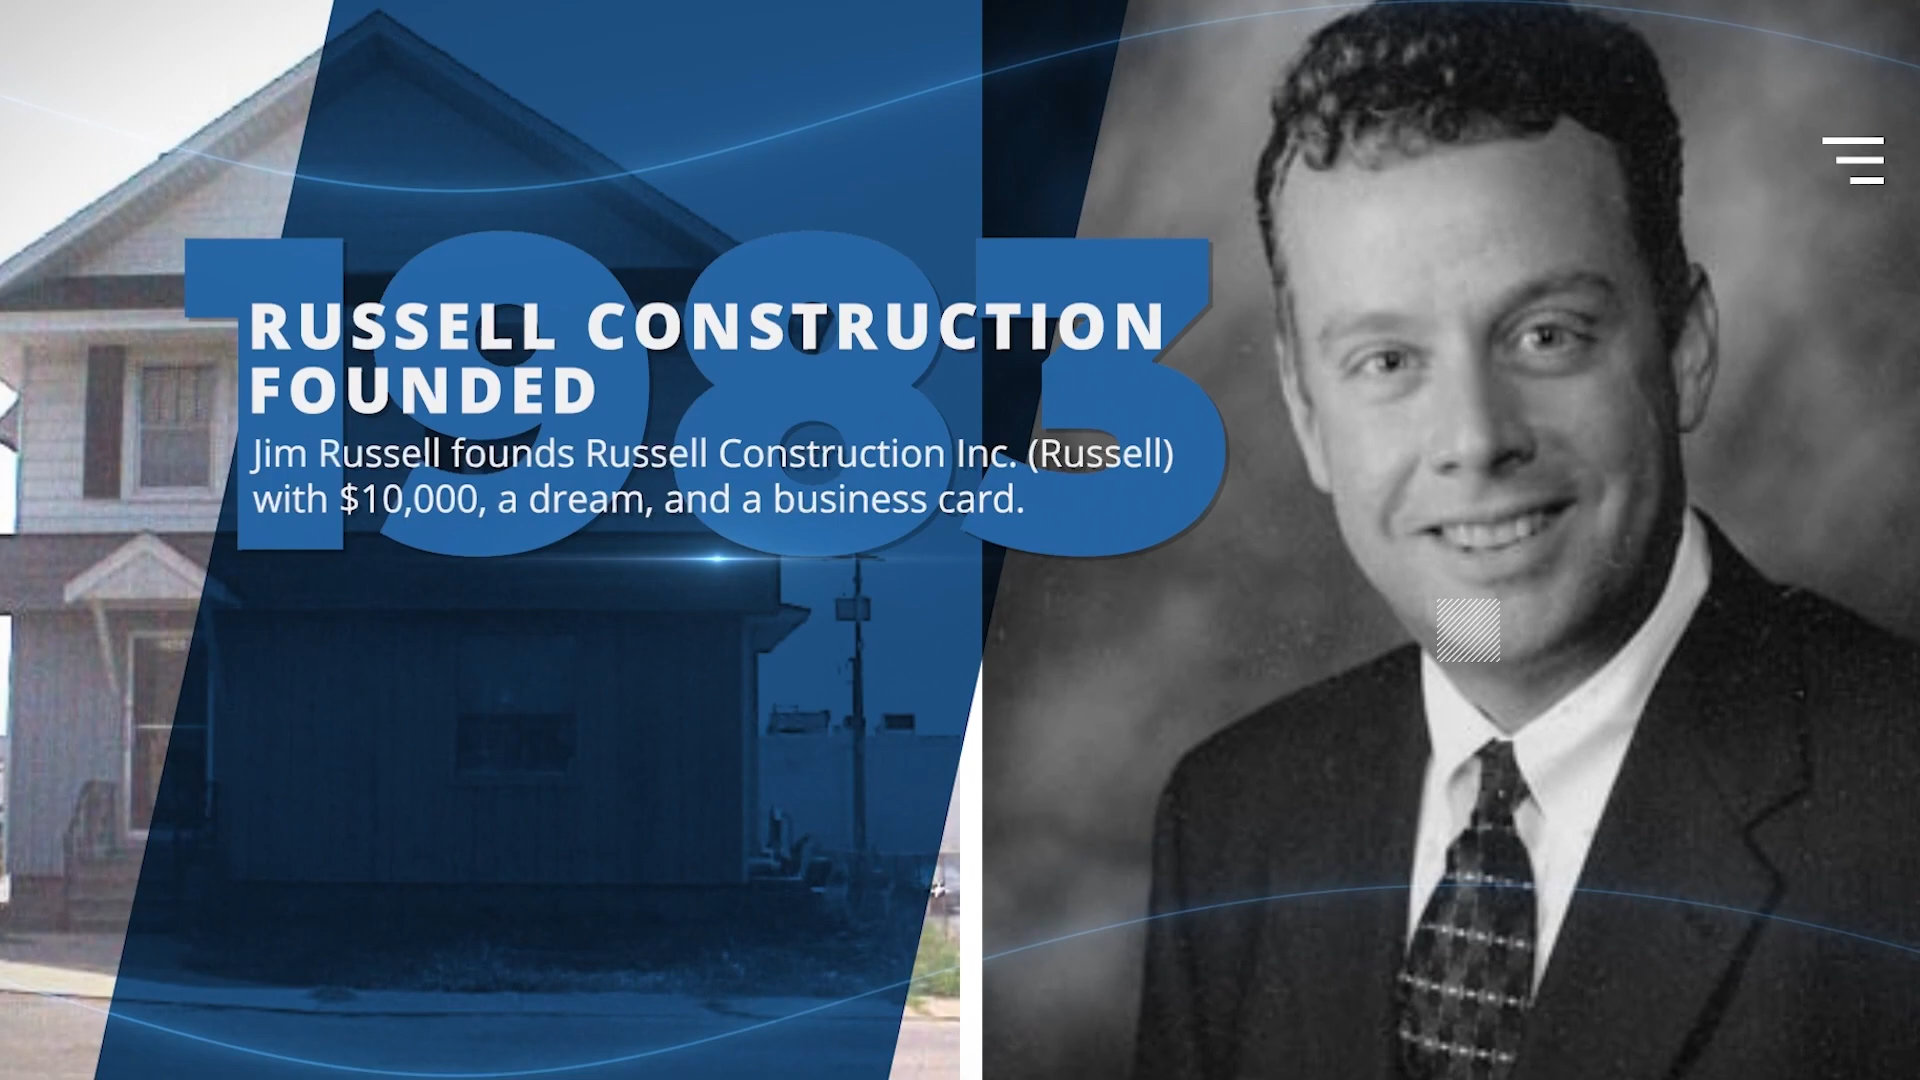 1983
RUSSELL CONSTRUCTION
FOUNDED
Jim Russell founds Russell Construction Inc. (Russell)
with $10,000, a dream, and a business card.